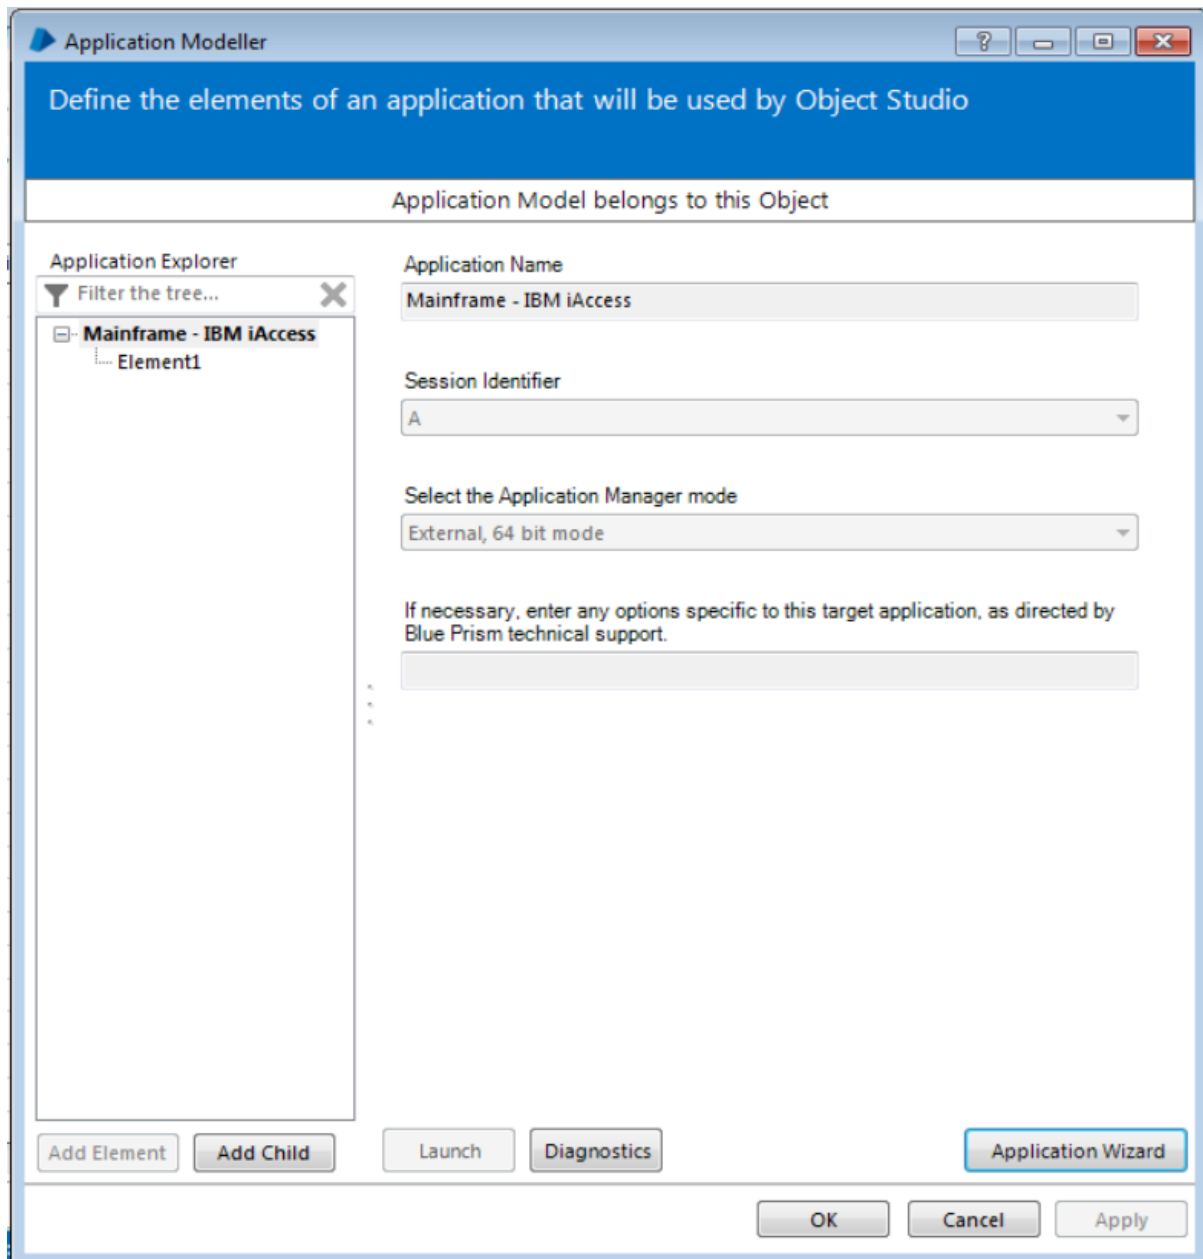 Application Modeller
Define the elements of an application that will be used by Object Studio
Application Model belongs to this Object
Application Explorer
Filter the tree...
Mainframe - IBM iAccess
Element1
Application Name
Mainframe - IBM iAccess
Session Identifier
A
Select the Application Manager mode
External, 64 bit mode
If necessary, enter any options specific to this target application, as directed by
Blue Prism technical support.
Add Element
Add Child
Launch
Diagnostics
Application Wizard
OK
Cancel
Apply